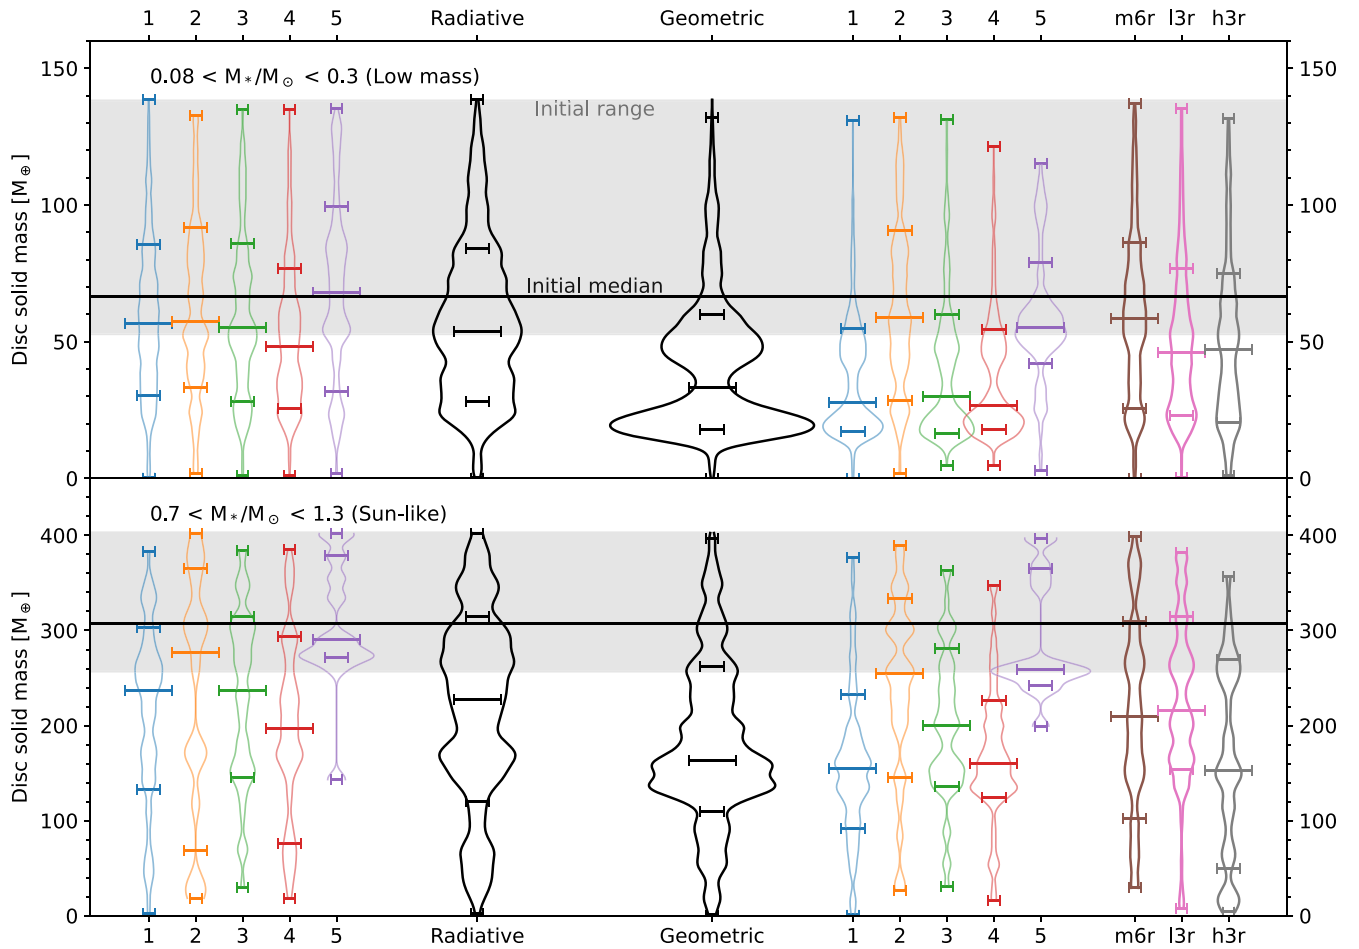 1 2 3 4 5 Radiative Geometric 1 2 3 4 5 m6r l3r h3r
0.08 < M∗/M⊙ < 0.3 (Low mass)
Initial range
Initial median
Disc solid mass [M⊕]
150
100
50
0
150
100
50
0
0.7 < M∗/M⊙ < 1.3 (Sun-like)
Disc solid mass [M⊕]
400
300
200
100
0
400
300
200
100
0
1 2 3 4 5 Radiative Geometric 1 2 3 4 5 m6r l3r h3r